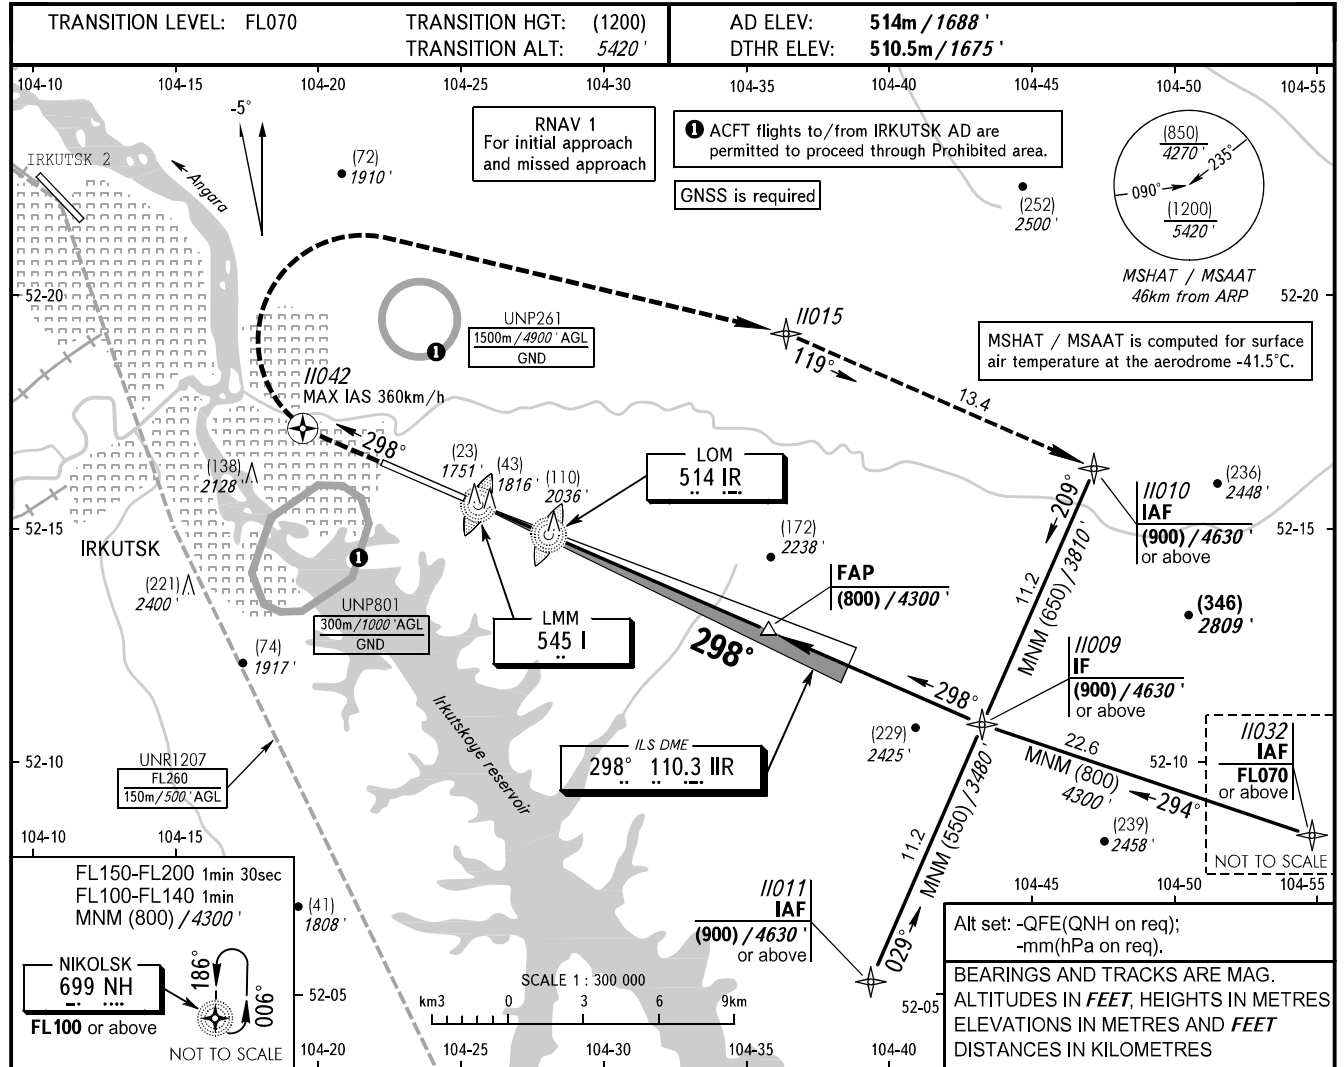 TRANSITION LEVEL: FL070
TRANSITION HGT: (1200)
TRANSITION ALT: 5420 '
AD ELEV: 514m / 1688 '
DTHR ELEV: 510.5m / 1675 '
104-10 104-15 104-20 104-25 104-30 104-35 104-40 104-45 104-50 104-55
-5°
IRKUTSK 2
Angara
(72)
1910 '
RNAV 1
For initial approach
and missed approach
1 ACFT flights to/from IRKUTSK AD are
permitted to proceed through Prohibited area.
GNSS is required
(252)
2500 '
(850)
4270 '
235°
090°
(1200)
5420 '
MSHAT / MSAAT
46km from ARP
52-20
52-20
UNP261
1500m / 4900 ' AGL
GND
1
II015
119°
13.4
MSHAT / MSAAT is computed for surface
air temperature at the aerodrome -41.5°C.
II042
MAX IAS 360km/h
298°
(138)
2128 '
(23)
1751 '
(43)
1816 '
(110)
2036 '
LOM
514 IR
II010
IAF
(900) / 4630 '
or above
(236)
2448 '
209°
52-15
52-15
IRKUTSK
1
(172)
2238 '
(221)
2400 '
UNP801
300m / 1000 ' AGL
GND
LMM
545 I
FAP
(800) / 4300 '
11.2
MNM (650) / 3810 '
(346)
2809 '
298°
(74)
1917 '
II009
IF
(900) / 4630 '
or above
298°
Irkutskoye reservoir
ILS DME
298° 110.3 IIR
(229)
2425 '
22.6
MNM (800)
4300 '
294°
II032
IAF
FL070
or above
NOT TO SCALE
52-10
52-10
UNR1207
FL260
150m / 500 ' AGL
(239)
2458 '
11.2
MNM (550) / 3480 '
029°
104-10 104-15
104-45 104-50 104-55
FL150-FL200 1min 30sec
FL100-FL140 1min
MNM (800) / 4300 '
(41)
1808 '
II011
IAF
(900) / 4630 '
or above
NIKOLSK
699 NH
FL100 or above
186°
006°
NOT TO SCALE
SCALE 1 : 300 000
km3 0 3 6 9km
52-05
52-05
104-20 104-25 104-30 104-35 104-40
Alt set: -QFE(QNH on req);
-mm(hPa on req).
BEARINGS AND TRACKS ARE MAG.
ALTITUDES IN FEET, HEIGHTS IN METRES
ELEVATIONS IN METRES AND FEET
DISTANCES IN KILOMETRES